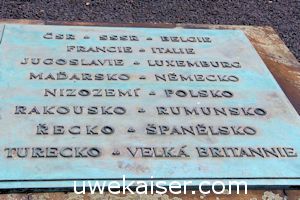 ČSR - SSSR - BELGIE
FRANCIE - ITALIE
JUGOSLAVIE - LUXEMBURG
MAĎARSKO - NĚMECKO
NIZOZEMÍ - POLSKO
RAKOUSKO - RUMUNSKO
ŘECKO - ŠPANĚLSKO
TURECKO - VELKÁ BRITANNIE
uwekaiser.com